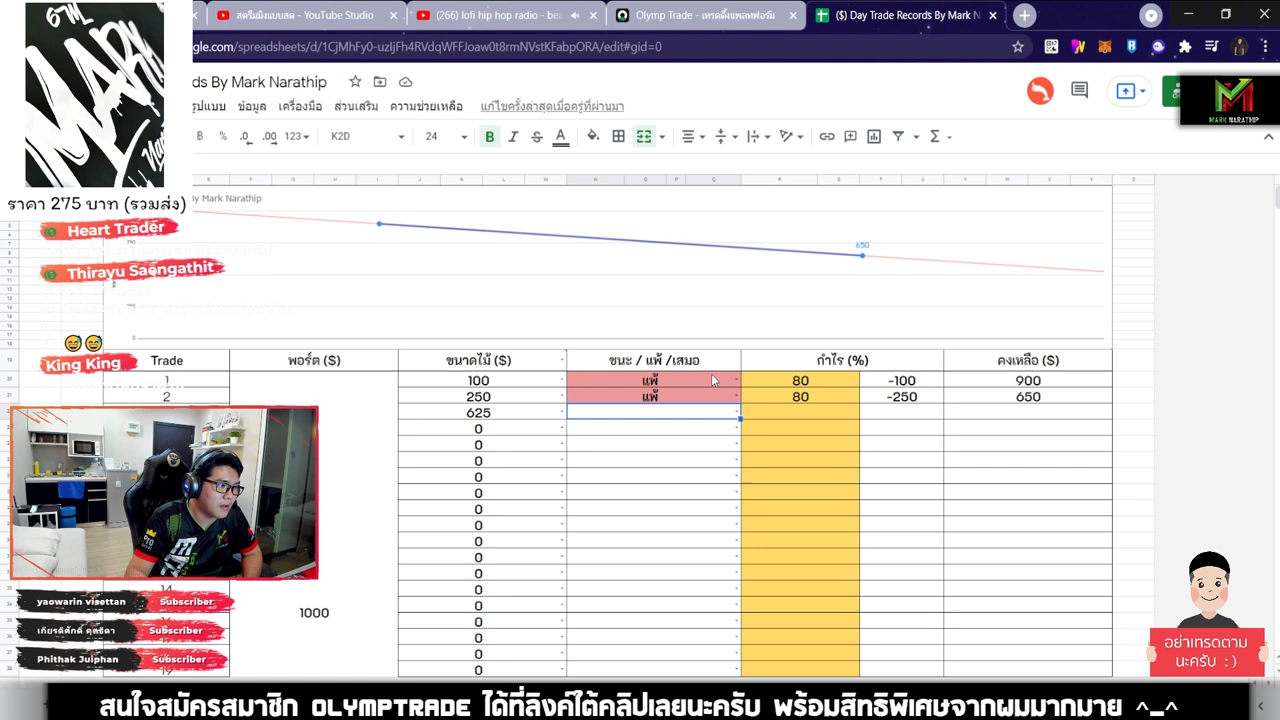 สตรีมมิงแบบสด - YouTube Studio
(266) lofi hip hop radio - bea
Olymp Trade - เทรดดิ้งแพลทฟอร์ม
($) Day Trade Records By Mark N
gle.com/spreadsheets/d/1CjMhFy0-uzIjFh4RVdqWFFJoaw0t8rmNVstKFabpORA/edit#gid=0
rds By Mark Narathip
รูปแบบ ข้อมูล เครื่องมือ ส่วนเสริม ความช่วยเหลือ แก้ไขครั้งล่าสุดเมื่อครู่ที่ผ่านมา
MARK NARATHIP
B % .0 .00 123 K2D 24 B I S A
MARK
ราคา 275 บาท (รวมส่ง)
By Mark Narathip
Heart Trader
650
Thirayu Saengathit
King King
Trade พอร์ต ($) ขนาดไม้ ($) ชนะ / แพ้ /เสมอ กำไร (%) คงเหลือ ($)
1 100 แพ้ 80 -100 900
2 250 แพ้ 80 -250 650
625
0
0
0
0
0
0
0
0
0
0
14 0
0
1000
0
0
0
19 0
yaowarin visettan Subscriber
เกียรติศักดิ์ คุตธิดา Subscriber
Phithak Juiphan Subscriber
อย่าเทรดตาม
นะครับ : )
สนใจสมัครสมาชิก OLYMPTRADE ได้ที่ลิงค์ใต้คลิปเลยนะครับ พร้อมสิทธิพิเศษจากผมมากมาย ^_^